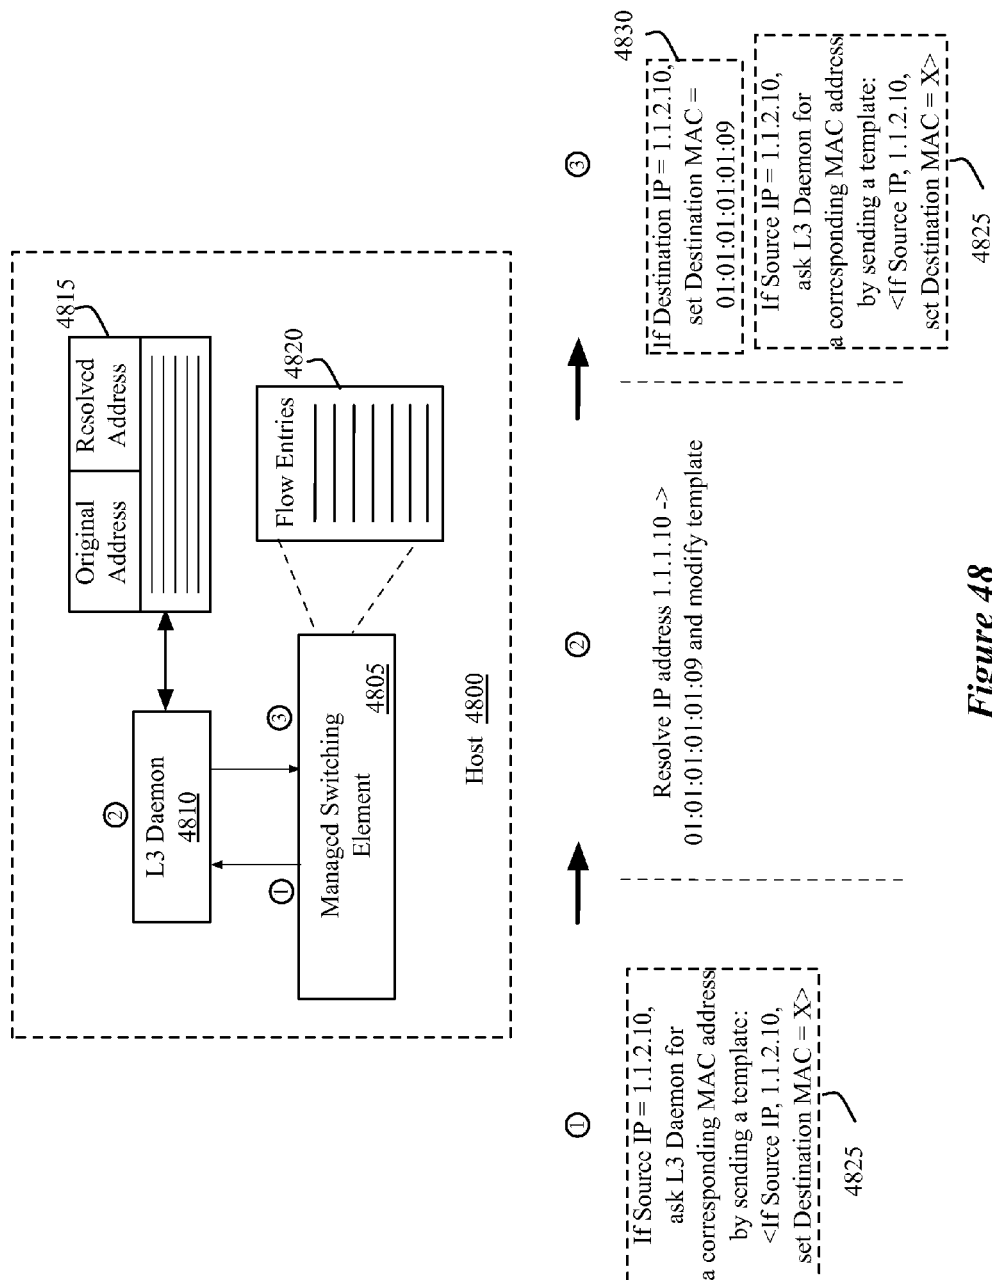 ②
L3 Daemon
4810
Original
Address
Resolved
Address
4815
①
③
Managed Switching
Element
4805
Flow Entries
4820
Host 4800
①
If Source IP = 1.1.2.10,
ask L3 Daemon for
a corresponding MAC address
by sending a template:
<If Source IP, 1.1.2.10,
set Destination MAC = X>
4825
②
Resolve IP address 1.1.1.10 ->
01:01:01:01:01:09 and modify template
③
If Destination IP = 1.1.2.10,
set Destination MAC =
01:01:01:01:01:09
4830
If Source IP = 1.1.2.10,
ask L3 Daemon for
a corresponding MAC address
by sending a template:
<If Source IP, 1.1.2.10,
set Destination MAC = X>
4825
Figure 48